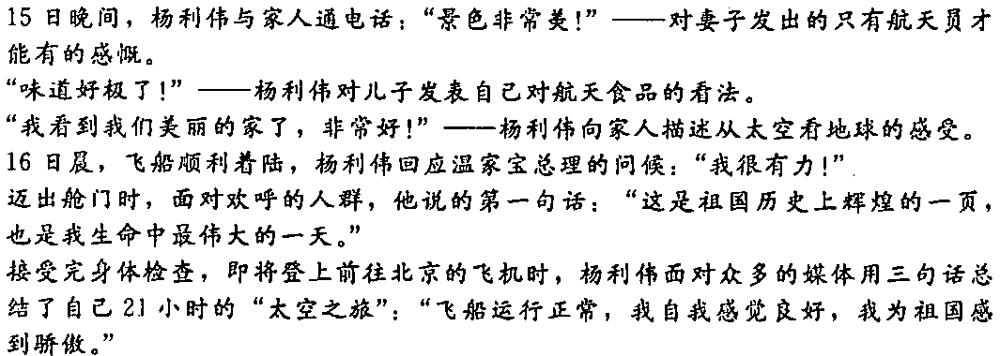 15 日晚间，杨利伟与家人通电话：“景色非常美！”——对妻子发出的只有航天员才
能有的感慨。
“味道好极了！”——杨利伟对儿子发表自己对航天食品的看法。
“我看到我们美丽的家了，非常好！”——杨利伟向家人描述从太空看地球的感受。
16 日晨，飞船顺利着陆，杨利伟回应温家宝总理的问候：“我很有力！”
迈出舱门时，面对欢呼的人群，他说的第一句话：“这是祖国历史上辉煌的一页，
也是我生命中最伟大的一天。”
接受完身体检查，即将登上前往北京的飞机时，杨利伟面对众多的媒体用三句话总
结了自己 21 小时的“太空之旅”：“飞船运行正常，我自我感觉良好，我为祖国感
到骄傲。”